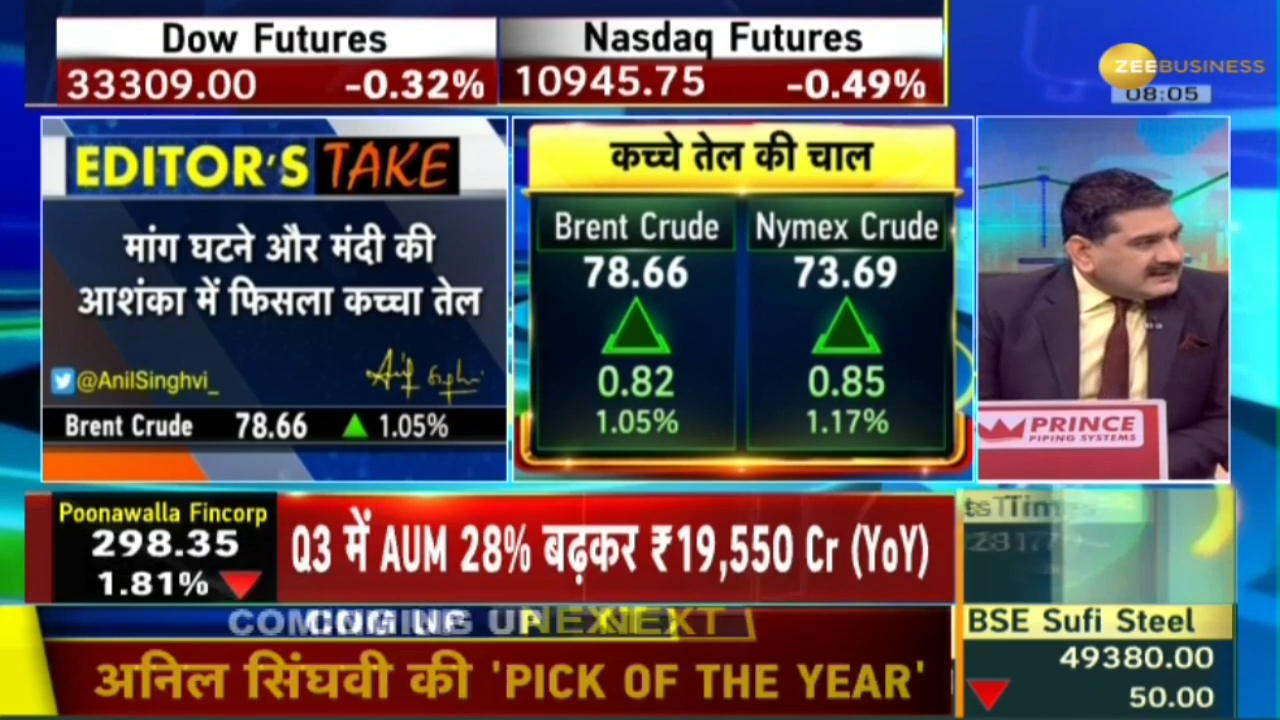 Dow Futures
33309.00 -0.32%
Nasdaq Futures
10945.75 -0.49%
ZEEBUSINESS
08:05
EDITOR'S TAKE
मांग घटने और मंदी की
आशंका में फिसला कच्चा तेल
@AnilSinghvi_
Brent Crude 78.66 ▲ 1.05%
कच्चे तेल की चाल
Brent Crude Nymex Crude
78.66 73.69
0.82 0.85
1.05% 1.17%
PRINCE
PIPING SYSTEMS
Poonawalla Fincorp
298.35
1.81%
Q3 में AUM 28% बढ़कर ₹19,550 Cr (YoY)
अनिल सिंघवी की 'PICK OF THE YEAR'
BSE Sufi Steel
49380.00
50.00